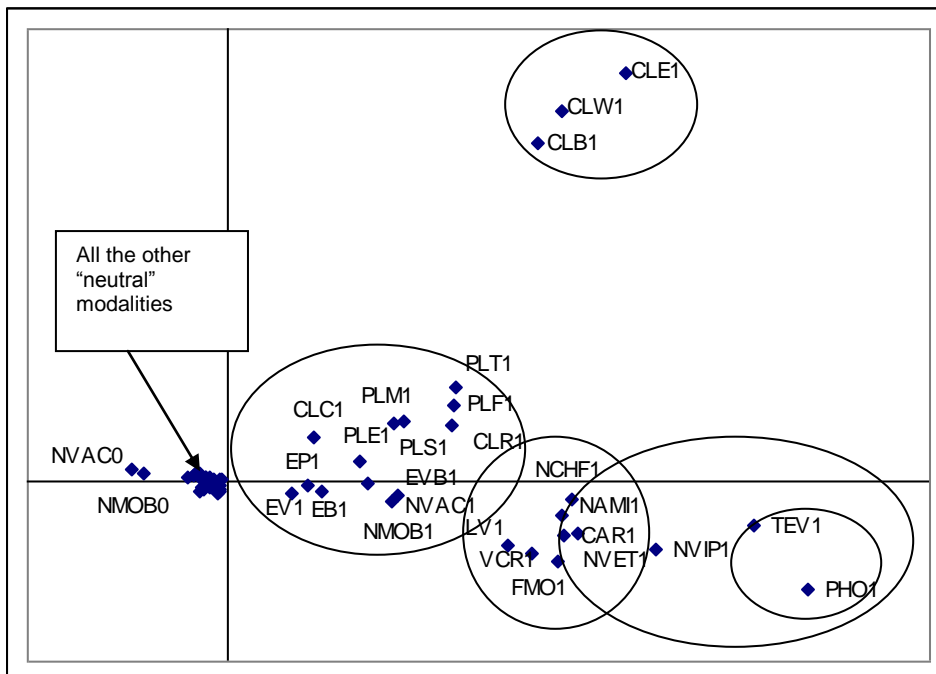 CLE1
CLW1
CLB1
All the other
“neutral”
modalities
PLT1
PLM1
PLF1
CLC1
PLE1
PLS1
CLR1
NVAC0
EP1
EVB1
NCHF1
NMOB0
EV1
EB1
NVAC1
NAMI1
NMOB1
LV1
CAR1
TEV1
VCR1
NVET1
NVIP1
FMO1
PHO1